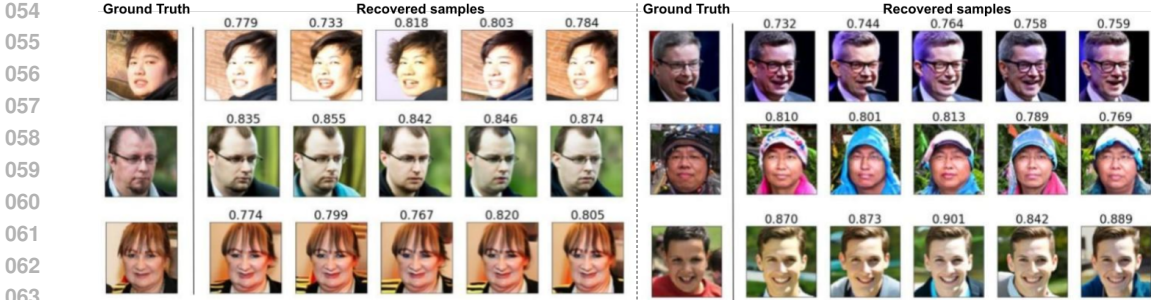 054
055
056
057
058
059
060
061
062
063
Ground Truth Recovered samples
0.779 0.733 0.818 0.803 0.784
0.835 0.855 0.842 0.846 0.874
0.774 0.799 0.767 0.820 0.805
Ground Truth Recovered samples
0.732 0.744 0.764 0.758 0.759
0.810 0.801 0.813 0.789 0.769
0.870 0.873 0.901 0.842 0.889